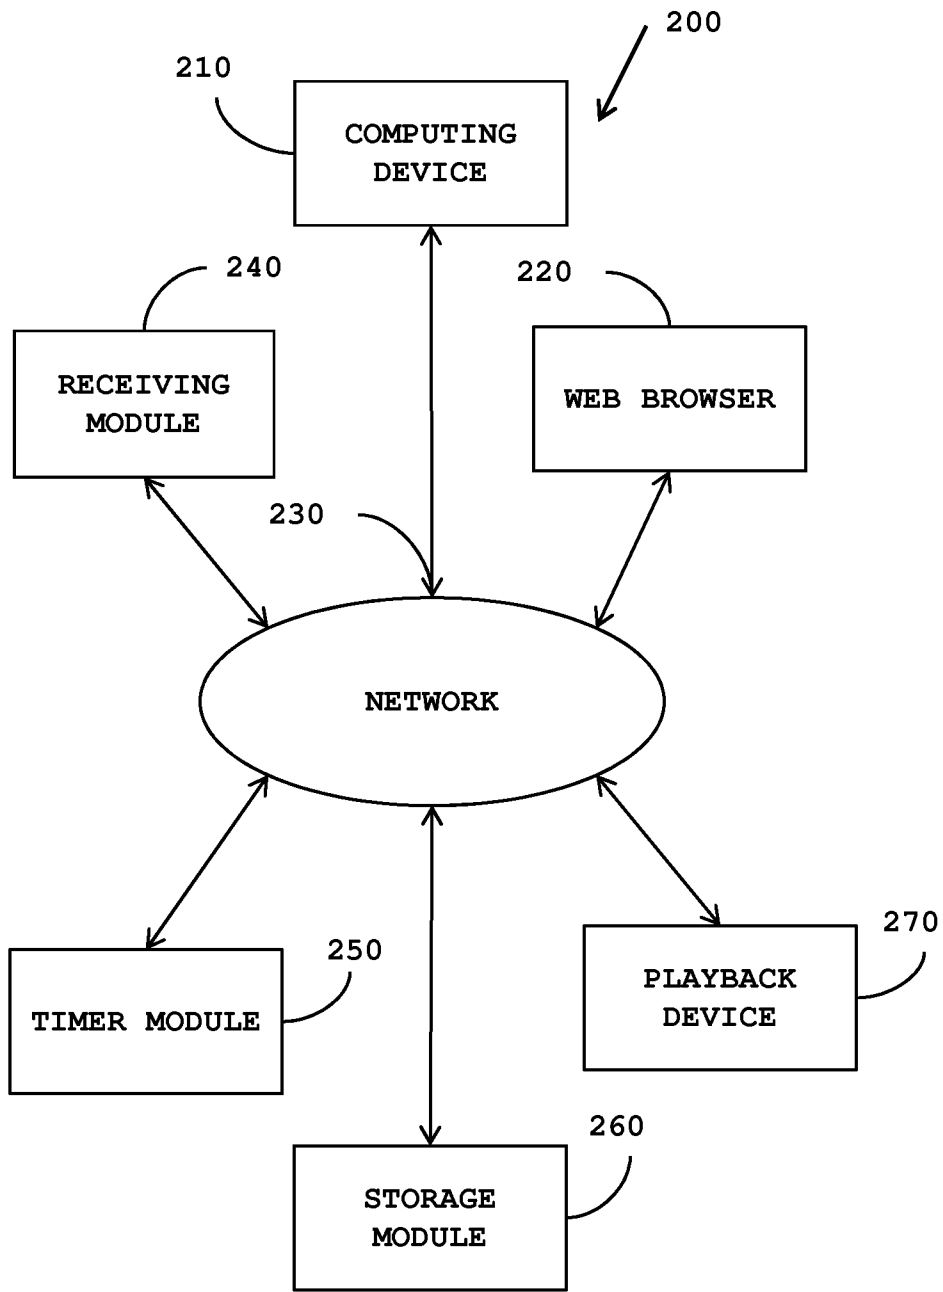 200
210
COMPUTING
DEVICE
240
220
RECEIVING
MODULE
WEB BROWSER
230
NETWORK
270
250
PLAYBACK
DEVICE
TIMER MODULE
260
STORAGE
MODULE